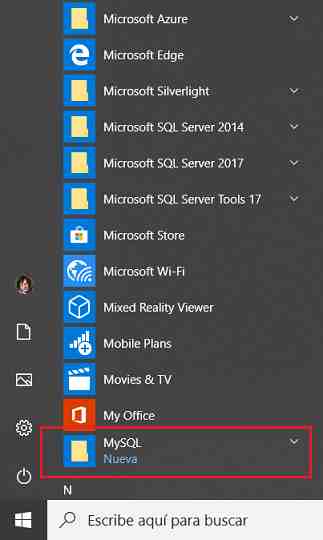 Microsoft Azure
Microsoft Edge
Microsoft Silverlight
Microsoft SQL Server 2014
Microsoft SQL Server 2017
Microsoft SQL Server Tools 17
Microsoft Store
Microsoft Wi-Fi
Mixed Reality Viewer
Mobile Plans
Movies & TV
My Office
MySQL
Nueva
N
Escribe aquí para buscar